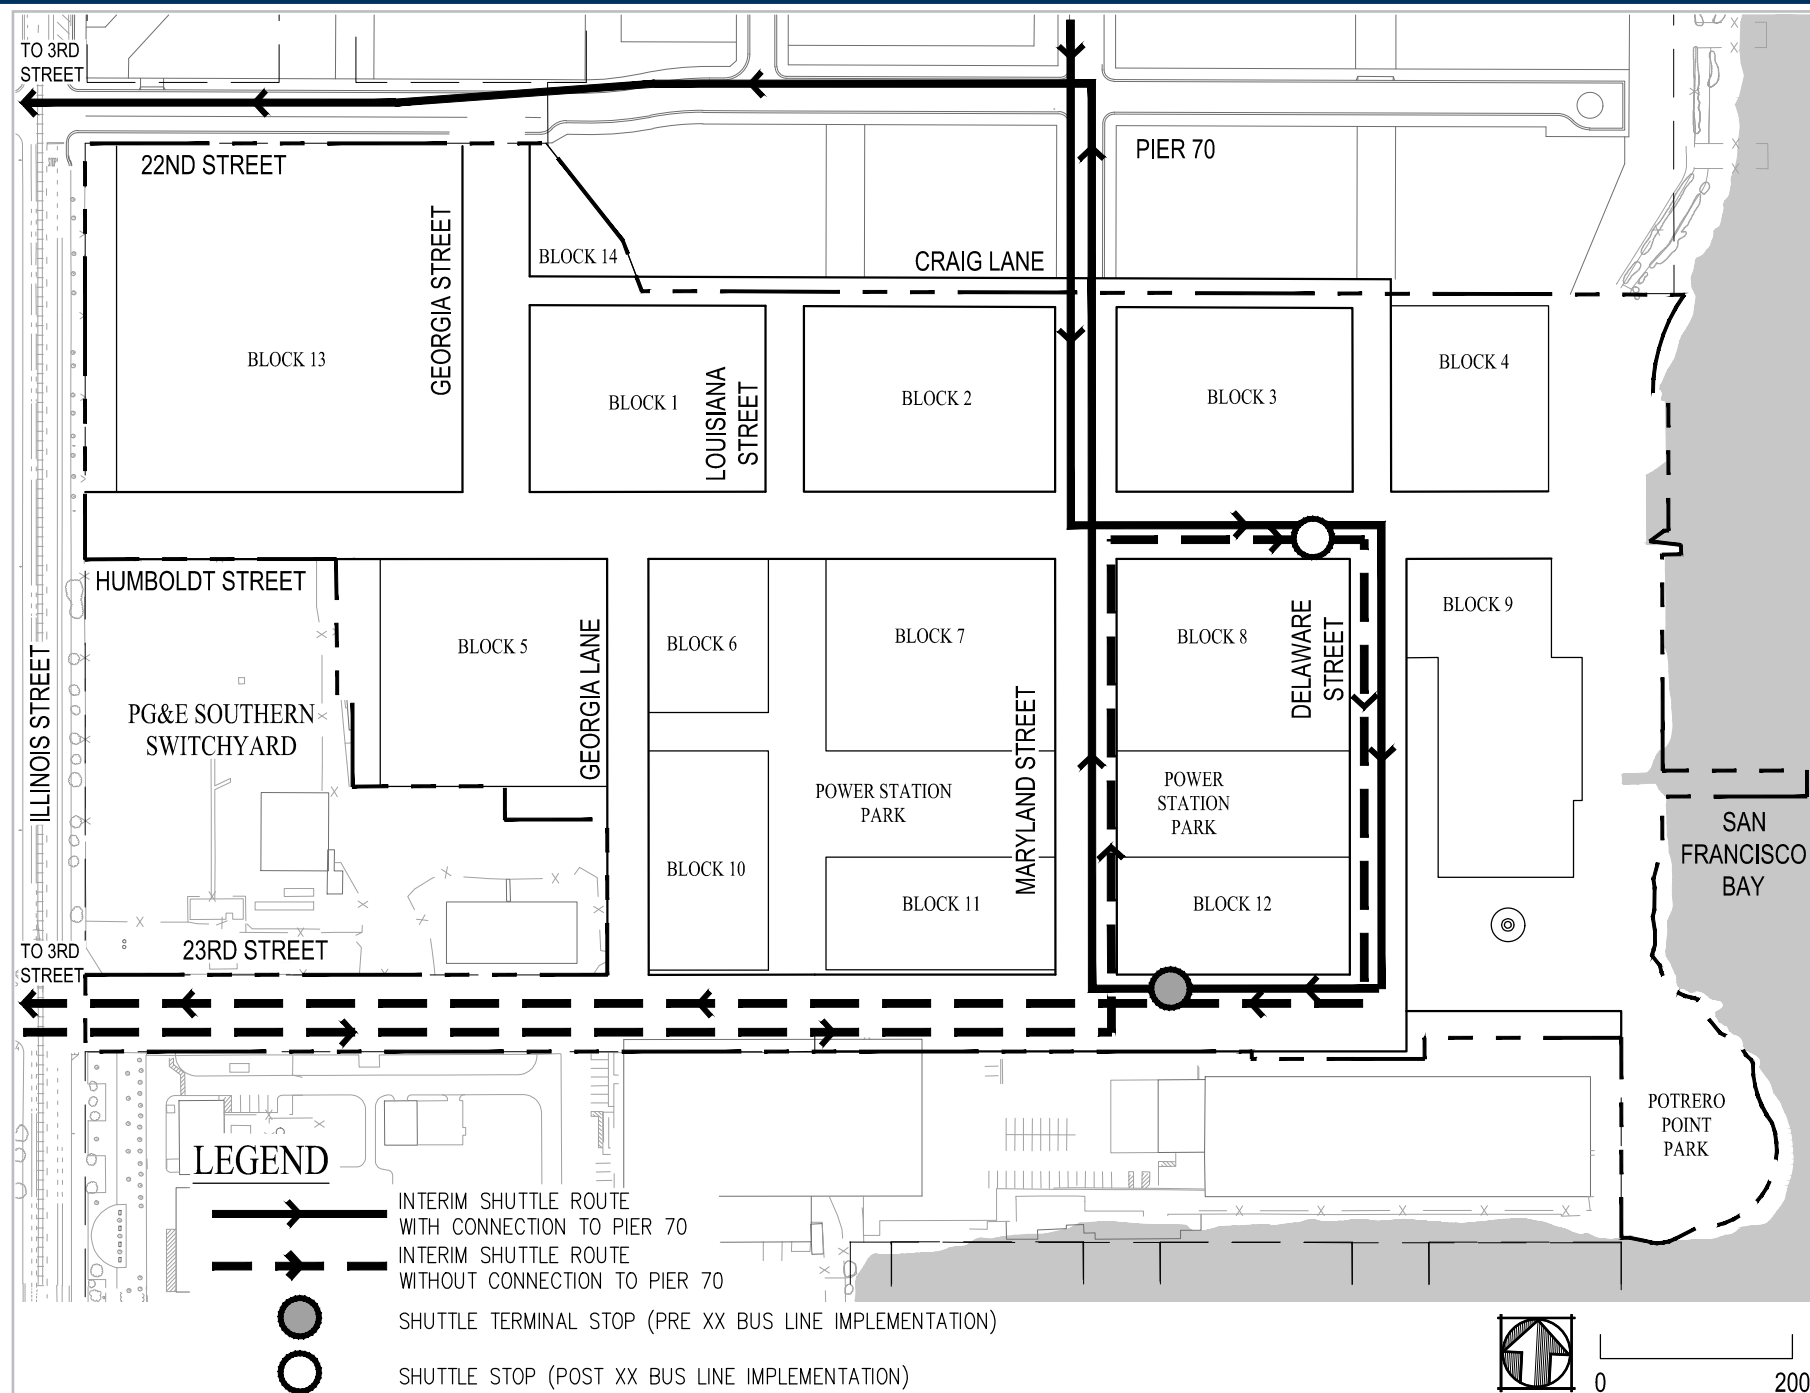 TO 3RD
STREET
22ND STREET
PIER 70
GEORGIA STREET
BLOCK 14
CRAIG LANE
BLOCK 13
BLOCK 1
LOUISIANA
STREET
BLOCK 2
BLOCK 3
BLOCK 4
HUMBOLDT STREET
BLOCK 5
GEORGIA LANE
BLOCK 6
BLOCK 7
BLOCK 8
DELAWARE
STREET
BLOCK 9
ILLINOIS STREET
PG&E SOUTHERN
SWITCHYARD
POWER STATION
PARK
MARYLAND STREET
POWER
STATION
PARK
SAN
FRANCISCO
BAY
BLOCK 10
BLOCK 11
BLOCK 12
TO 3RD
STREET
23RD STREET
POTRERO
POINT
PARK
LEGEND
INTERIM SHUTTLE ROUTE
WITH CONNECTION TO PIER 70
INTERIM SHUTTLE ROUTE
WITHOUT CONNECTION TO PIER 70
SHUTTLE TERMINAL STOP (PRE XX BUS LINE IMPLEMENTATION)
SHUTTLE STOP (POST XX BUS LINE IMPLEMENTATION)
0 200